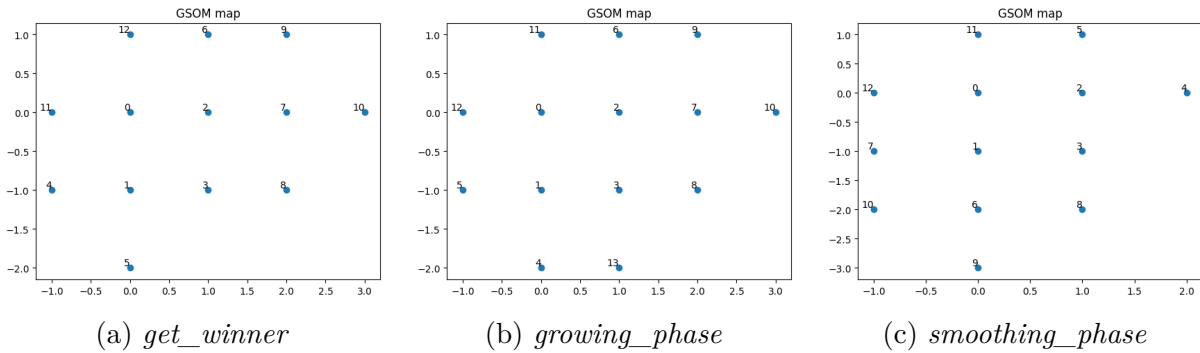 GSOM map
1.0 12 6 9
0.5
0.0 11 0 2 7 10
−0.5
−1.0 4 1 3 8
−1.5
−2.0 5
−1.0 −0.5 0.0 0.5 1.0 1.5 2.0 2.5 3.0
(a) get_winner
GSOM map
1.0 11 6 9
0.5
0.0 12 0 2 7 10
−0.5
−1.0 5 1 3 8
−1.5
−2.0 4 13
−1.0 −0.5 0.0 0.5 1.0 1.5 2.0 2.5 3.0
(b) growing_phase
GSOM map
1.0 11 5
0.5
0.0 12 0 2 4
−0.5
−1.0 7 1 3
−1.5
−2.0 10 6 8
−2.5
−3.0 9
−1.0 −0.5 0.0 0.5 1.0 1.5 2.0
(c) smoothing_phase